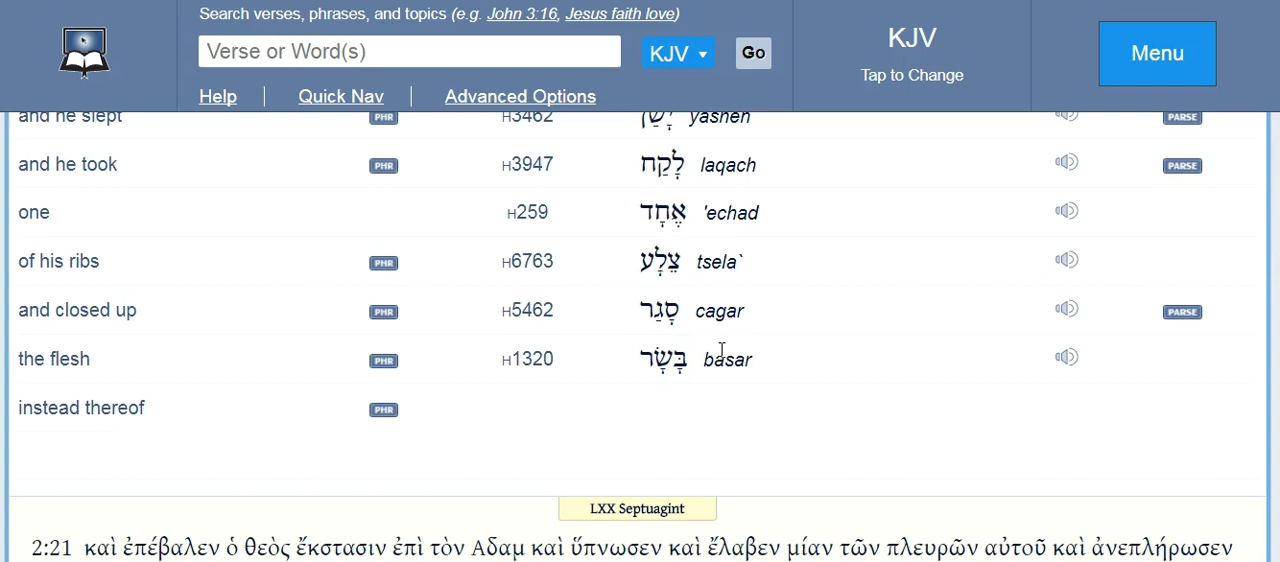 Search verses, phrases, and topics (e.g. John 3:16, Jesus faith love)
Verse or Word(s) KJV Go
KJV
Tap to Change
Menu
Help Quick Nav Advanced Options
and he slept PHR H3462 יָשֵׁן yashen PARSE
and he took PHR H3947 לָקַח laqach PARSE
one H259 אֶחָד 'echad
of his ribs PHR H6763 צֵלָע tsela`
and closed up PHR H5462 סָגַר cagar PARSE
the flesh PHR H1320 בָּשָׂר basar
instead thereof PHR
LXX Septuagint
2:21 καὶ ἐπέβαλεν ὁ θεὸς ἔκστασιν ἐπὶ τὸν Αδαμ καὶ ὕπνωσεν καὶ ἔλαβεν μίαν τῶν πλευρῶν αὐτοῦ καὶ ἀνεπλήρωσεν